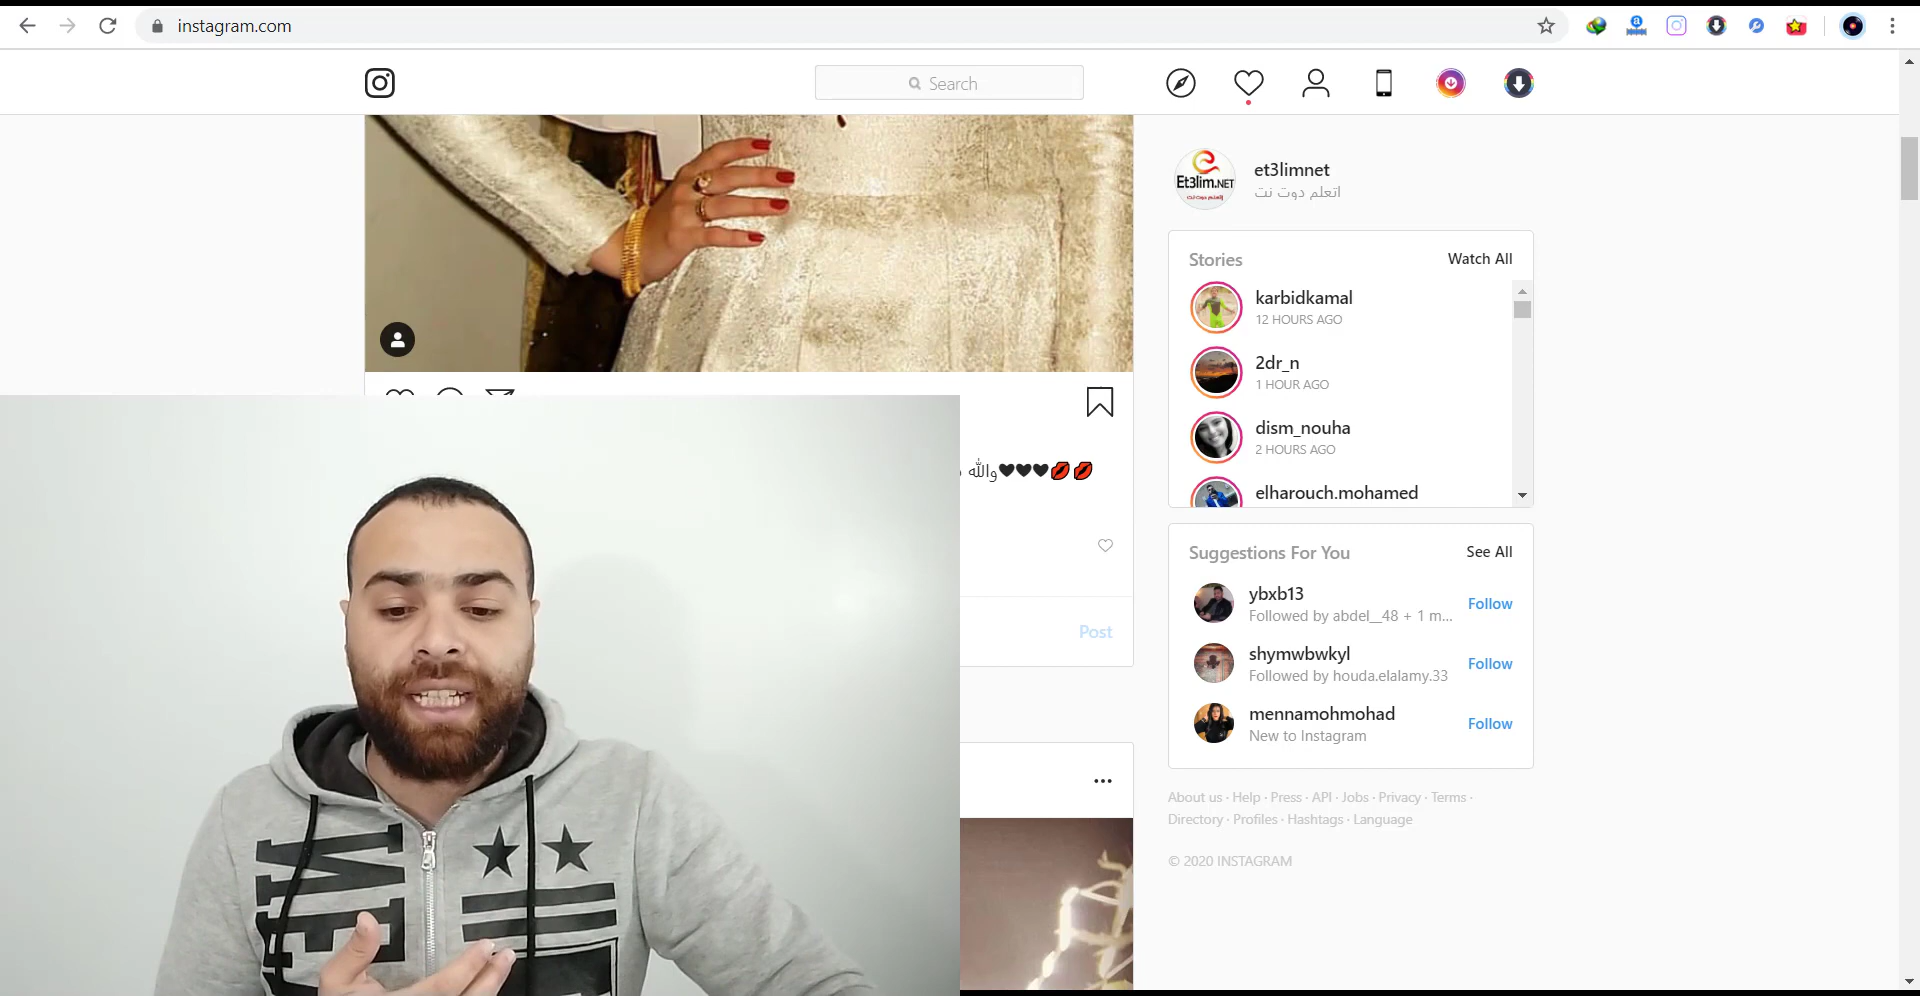 instagram.com
Search
Et3lim.NET
et3limnet
اتعلم دوت نت
Stories
Watch All
karbidkamal
12 HOURS AGO
2dr_n
1 HOUR AGO
dism_nouha
2 HOURS AGO
elharouch.mohamed
والله🖤🖤🖤💋💋
Suggestions For You
See All
ybxb13
Followed by abdel__48 + 1 m...
Follow
shymwbwkyl
Followed by houda.elalamy.33
Follow
mennamohmohad
New to Instagram
Follow
Post
About us · Help · Press · API · Jobs · Privacy · Terms ·
Directory · Profiles · Hashtags · Language
© 2020 INSTAGRAM